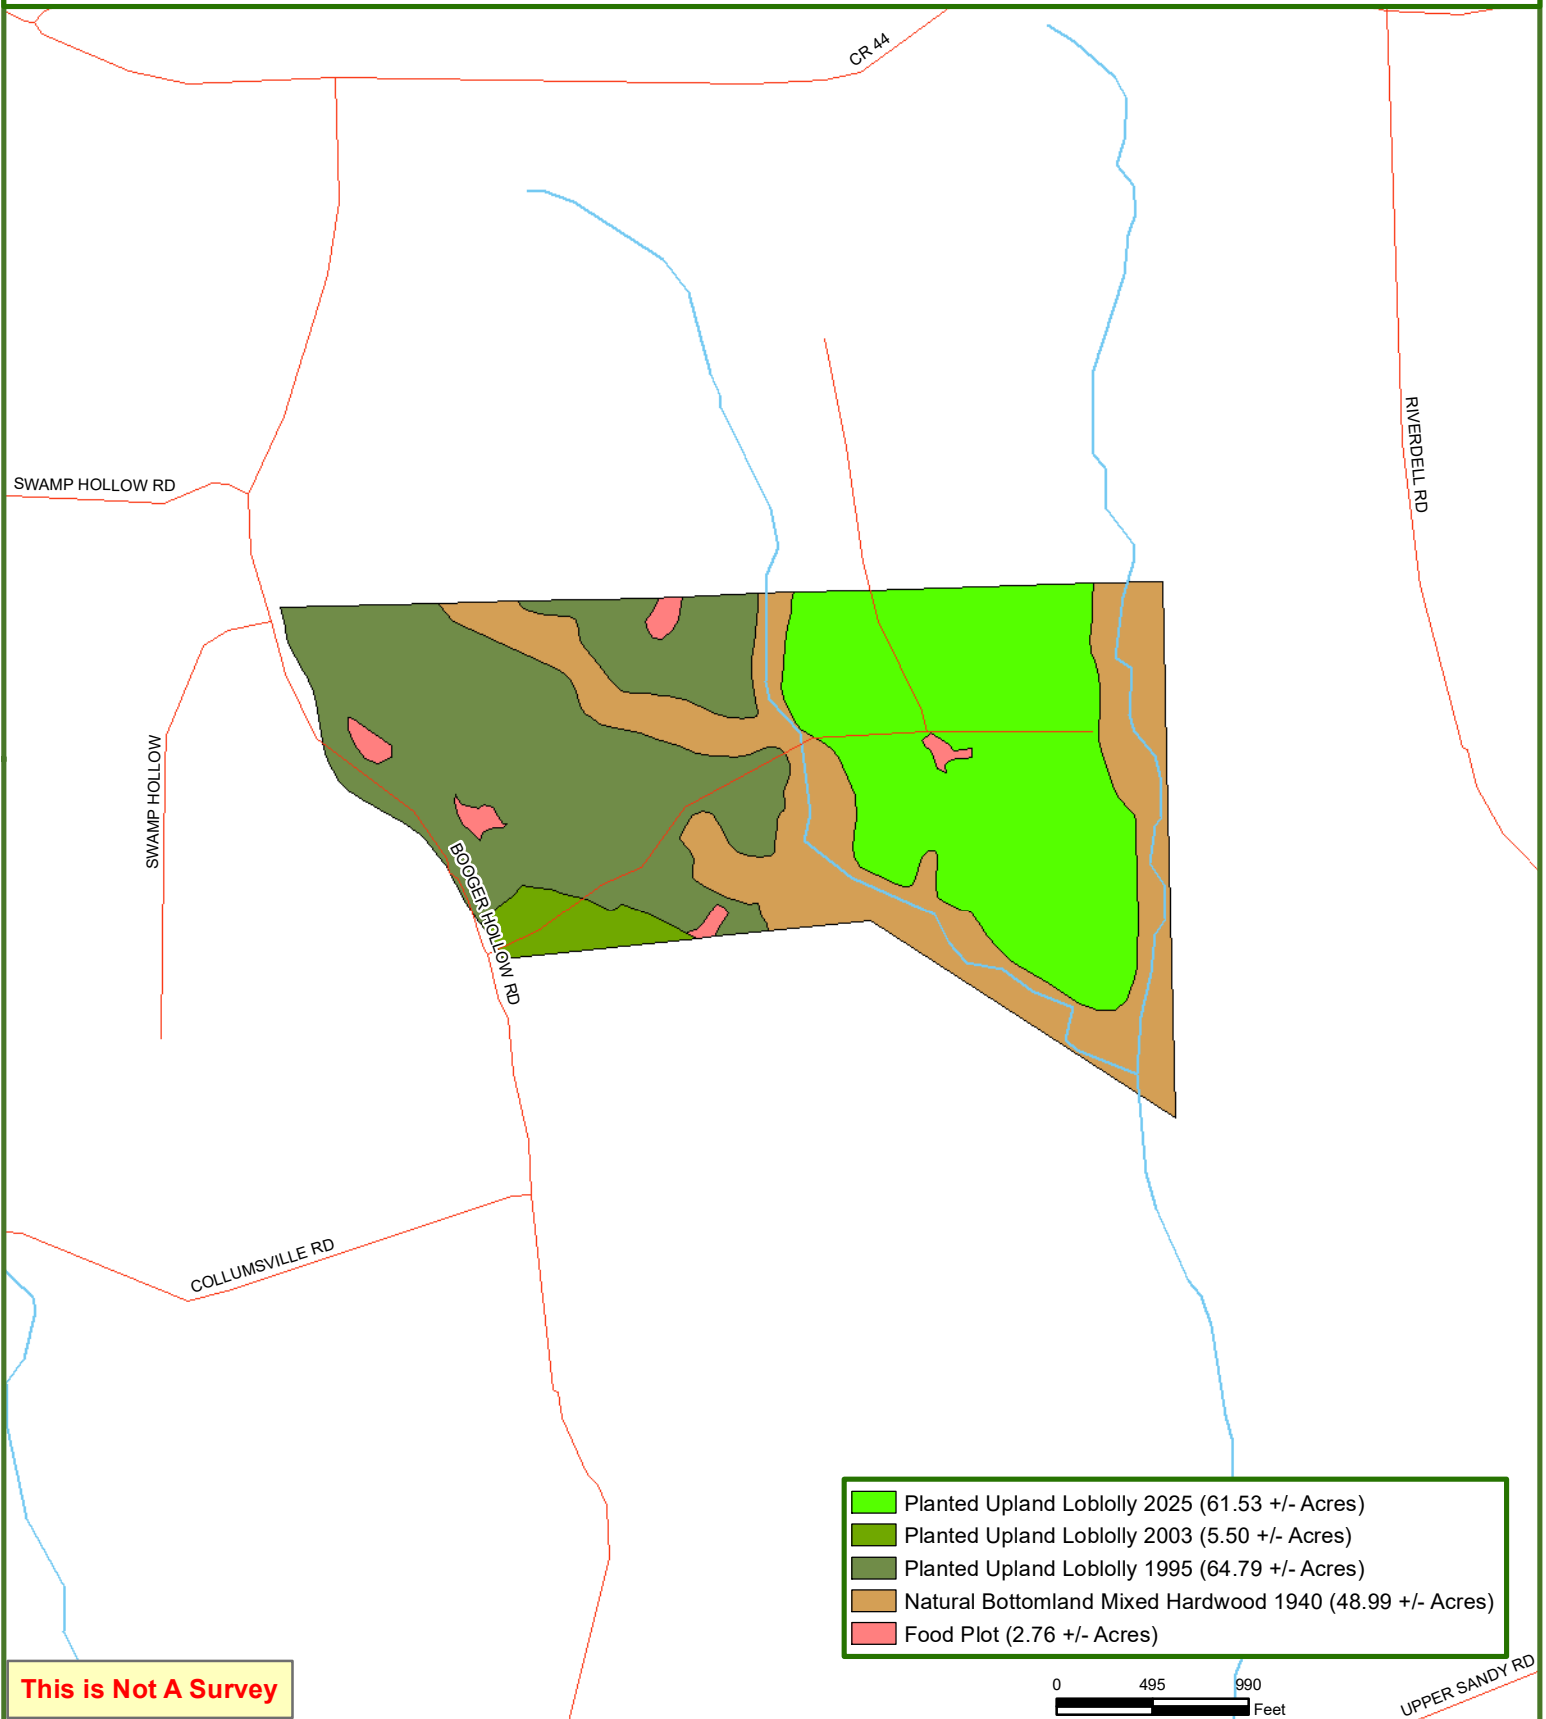 CR 44
RIVERDELL RD
SWAMP HOLLOW RD
SWAMP HOLLOW
BOOGER HOLLOW RD
COLLUMSVILLE RD
Planted Upland Loblolly 2025 (61.53 +/- Acres)
Planted Upland Loblolly 2003 (5.50 +/- Acres)
Planted Upland Loblolly 1995 (64.79 +/- Acres)
Natural Bottomland Mixed Hardwood 1940 (48.99 +/- Acres)
Food Plot (2.76 +/- Acres)
This is Not A Survey
0 495 990
Feet
UPPER SANDY RD